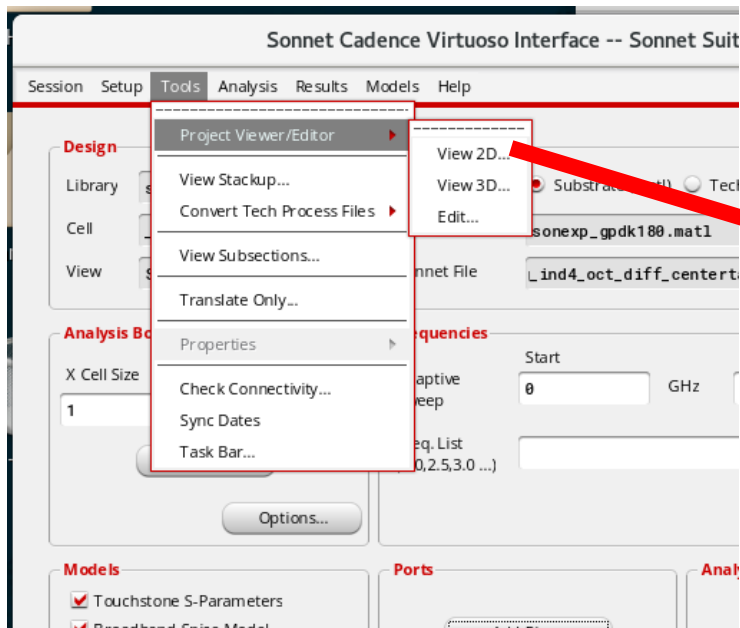 Sonnet Cadence Virtuoso Interface -- Sonnet Suit
Session Setup Tools Analysis Results Models Help
Design
Library
Cell
View
Project Viewer/Editor
View Stackup...
Convert Tech Process Files
View Subsections...
Translate Only...
Properties
Check Connectivity...
Sync Dates
Task Bar...
View 2D...
View 3D...
Edit...
Substrat
sonexp_gpdk180.matl
nnet File
_ind4_oct_diff_centerta
Analysis Bo
X Cell Size
1
Options...
equencies
Start
aptive
0
GHz
eep
eq. List
0,2.5,3.0 ...)
Models
Touchstone S-Parameters
Ports
Analy